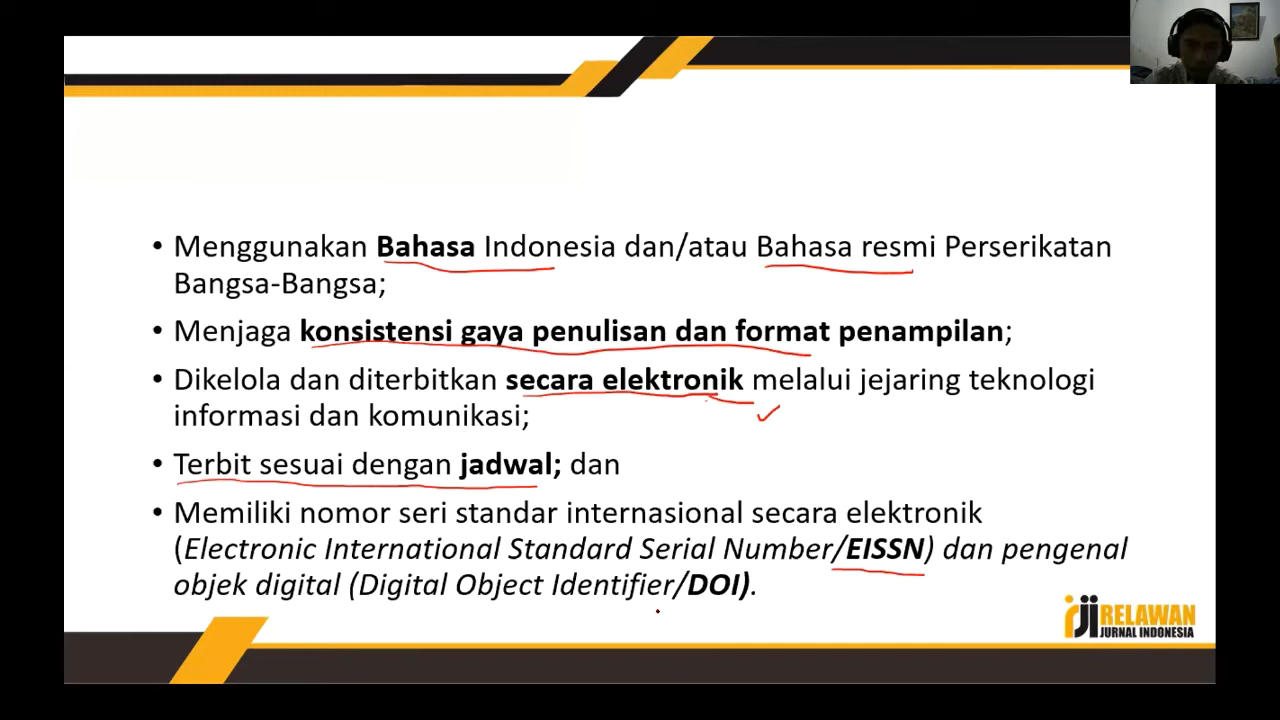 • Menggunakan Bahasa Indonesia dan/atau Bahasa resmi Perserikatan
Bangsa-Bangsa;
• Menjaga konsistensi gaya penulisan dan format penampilan;
• Dikelola dan diterbitkan secara elektronik melalui jejaring teknologi
informasi dan komunikasi;
• Terbit sesuai dengan jadwal; dan
• Memiliki nomor seri standar internasional secara elektronik
(Electronic International Standard Serial Number/EISSN) dan pengenal
objek digital (Digital Object Identifier/DOI).
rji RELAWAN
JURNAL INDONESIA